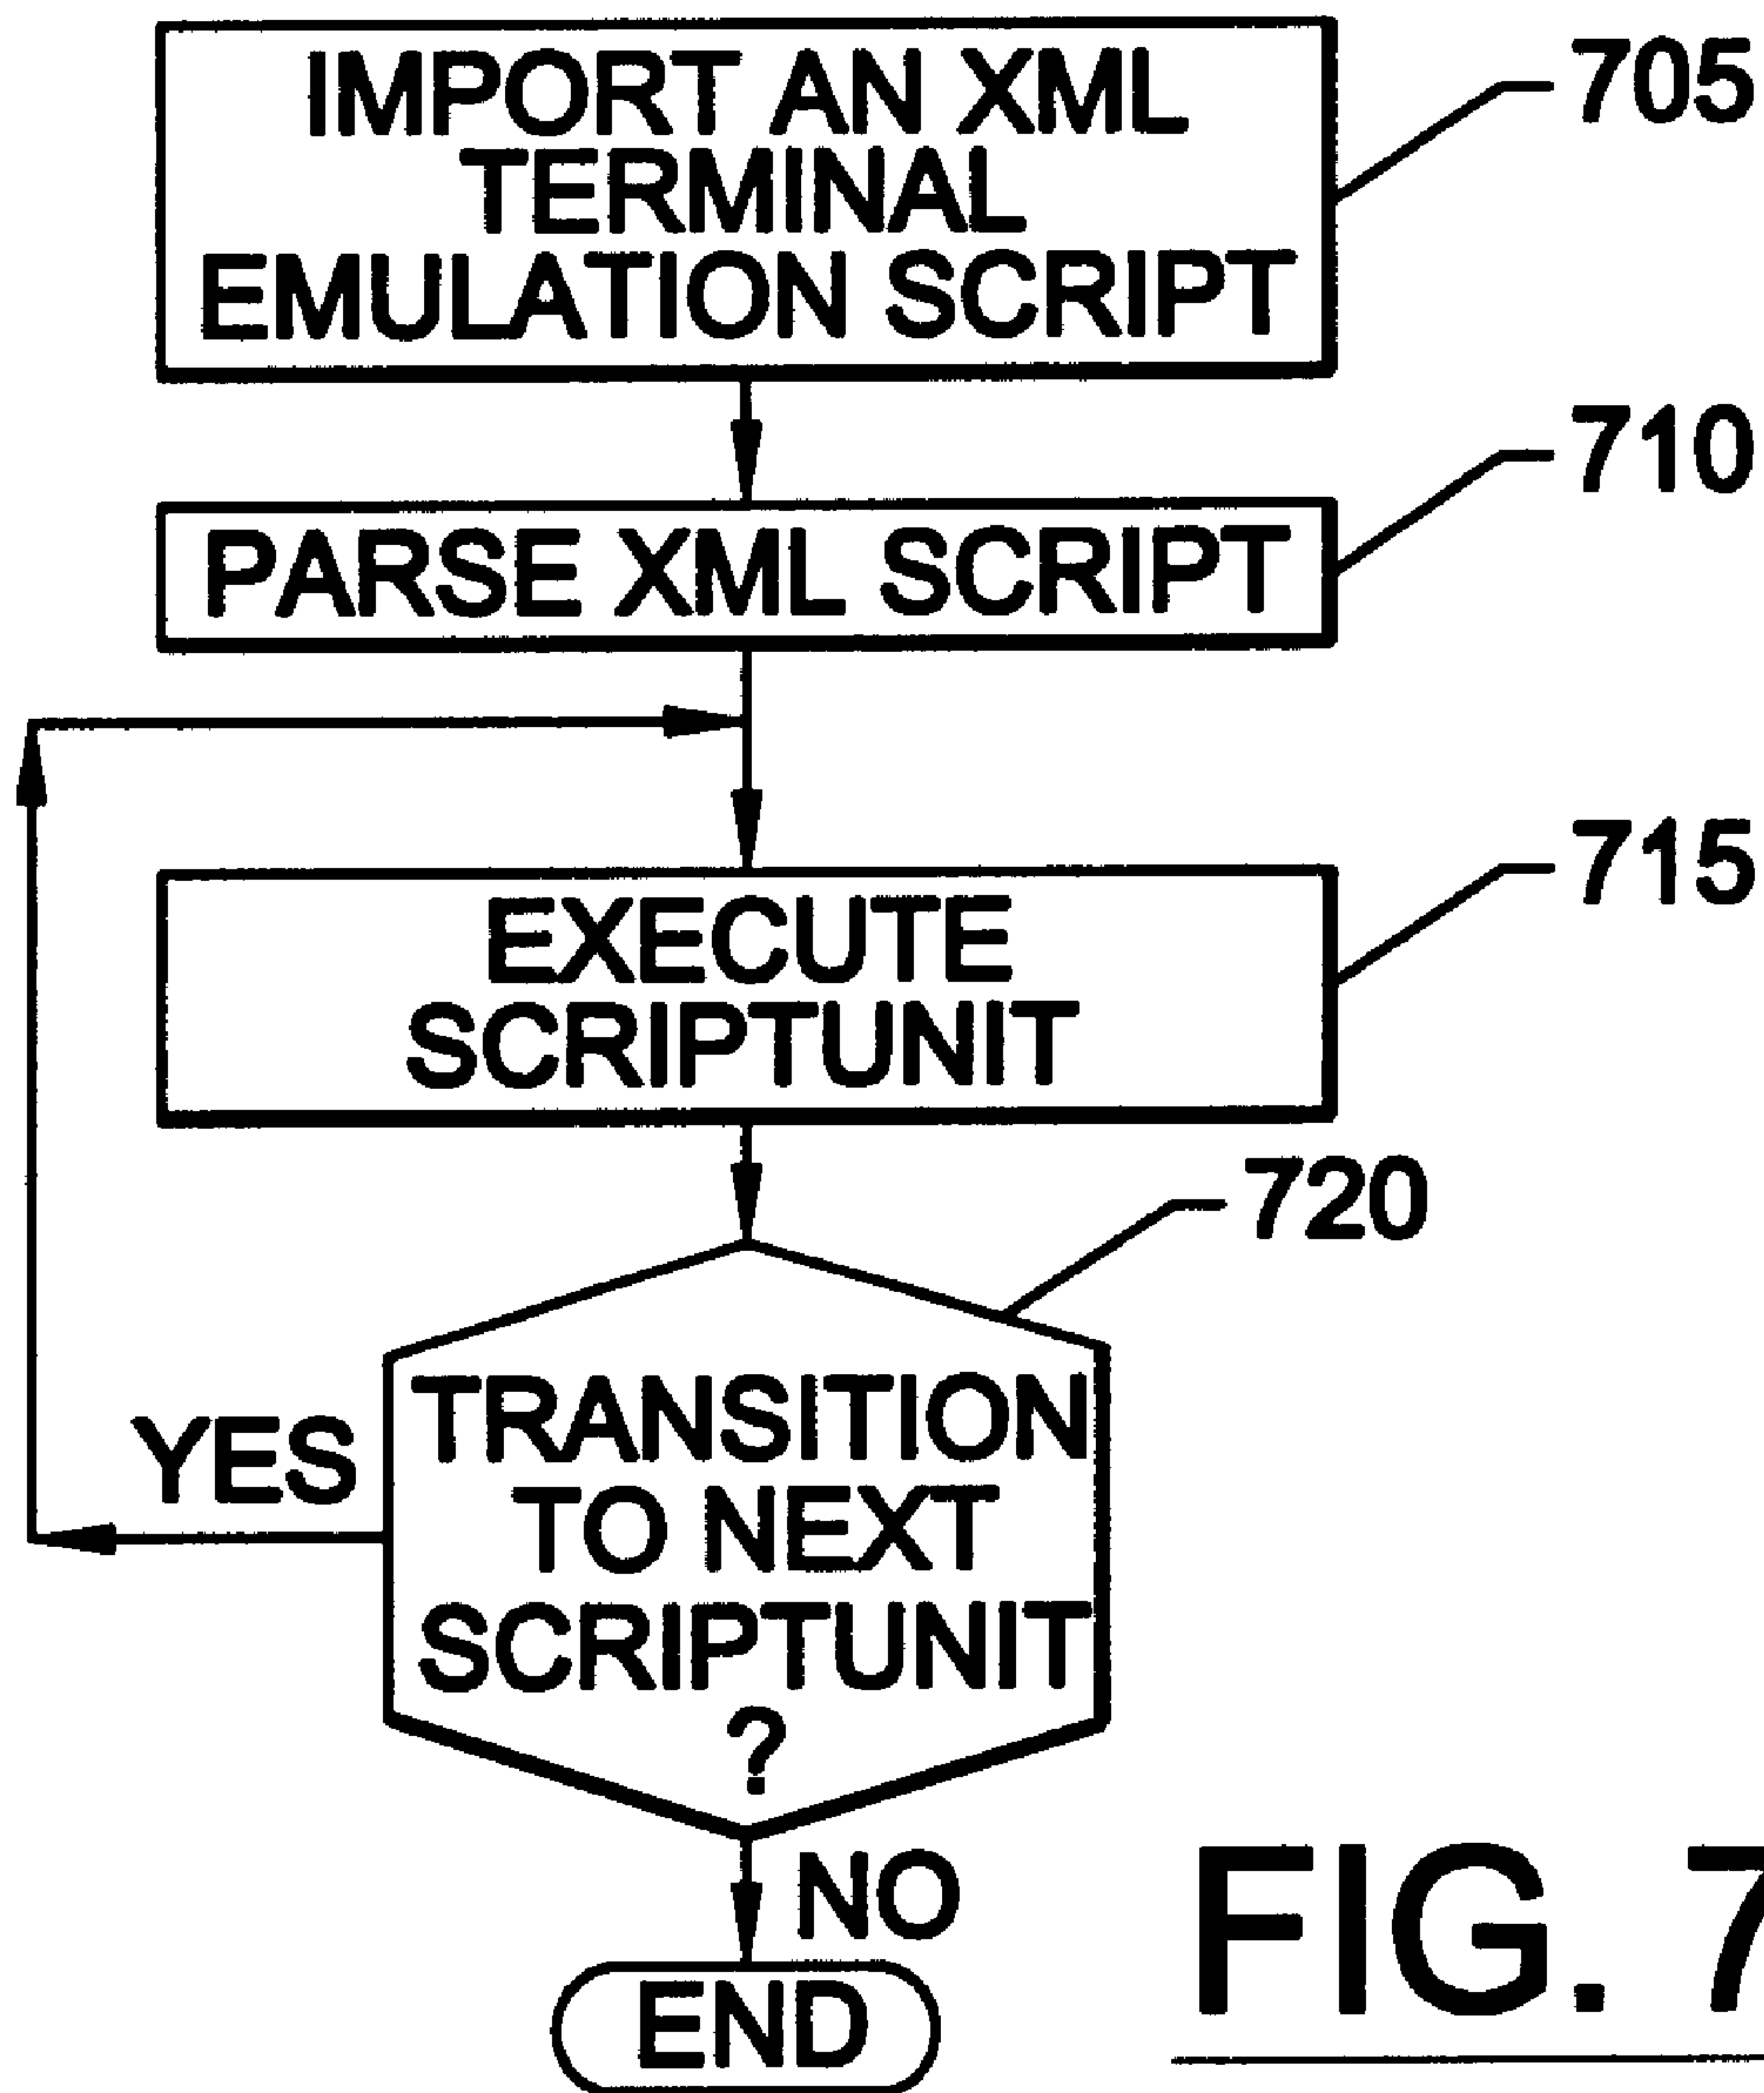 IMPORT AN XML
TERMINAL
EMULATION SCRIPT
705
710
PARSE XML SCRIPT
715
EXECUTE
SCRIPTUNIT
720
TRANSITION
TO NEXT
SCRIPTUNIT
?
YES
NO
END
FIG. 7